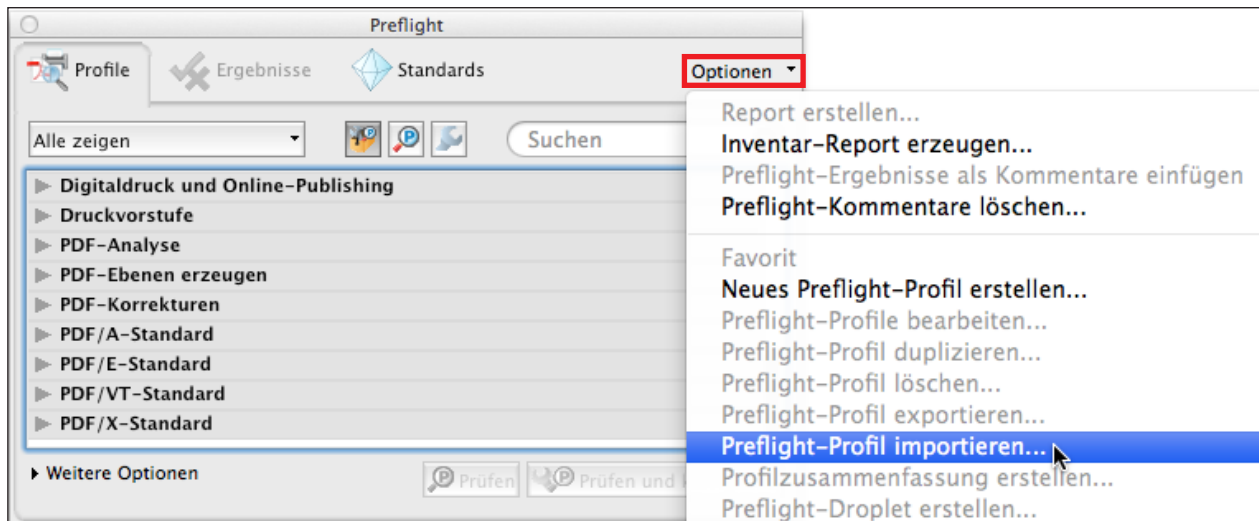 Preflight
Profile
Ergebnisse
Standards
Optionen
Alle zeigen
Suchen
Digitaldruck und Online-Publishing
Druckvorstufe
PDF-Analyse
PDF-Ebenen erzeugen
PDF-Korrekturen
PDF/A-Standard
PDF/E-Standard
PDF/VT-Standard
PDF/X-Standard
Weitere Optionen
Prüfen
Prüfen und
Report erstellen...
Inventar-Report erzeugen...
Preflight-Ergebnisse als Kommentare einfügen
Preflight-Kommentare löschen...
Favorit
Neues Preflight-Profil erstellen...
Preflight-Profile bearbeiten...
Preflight-Profil duplizieren...
Preflight-Profil löschen...
Preflight-Profil exportieren...
Preflight-Profil importieren...
Profilzusammenfassung erstellen...
Preflight-Droplet erstellen...